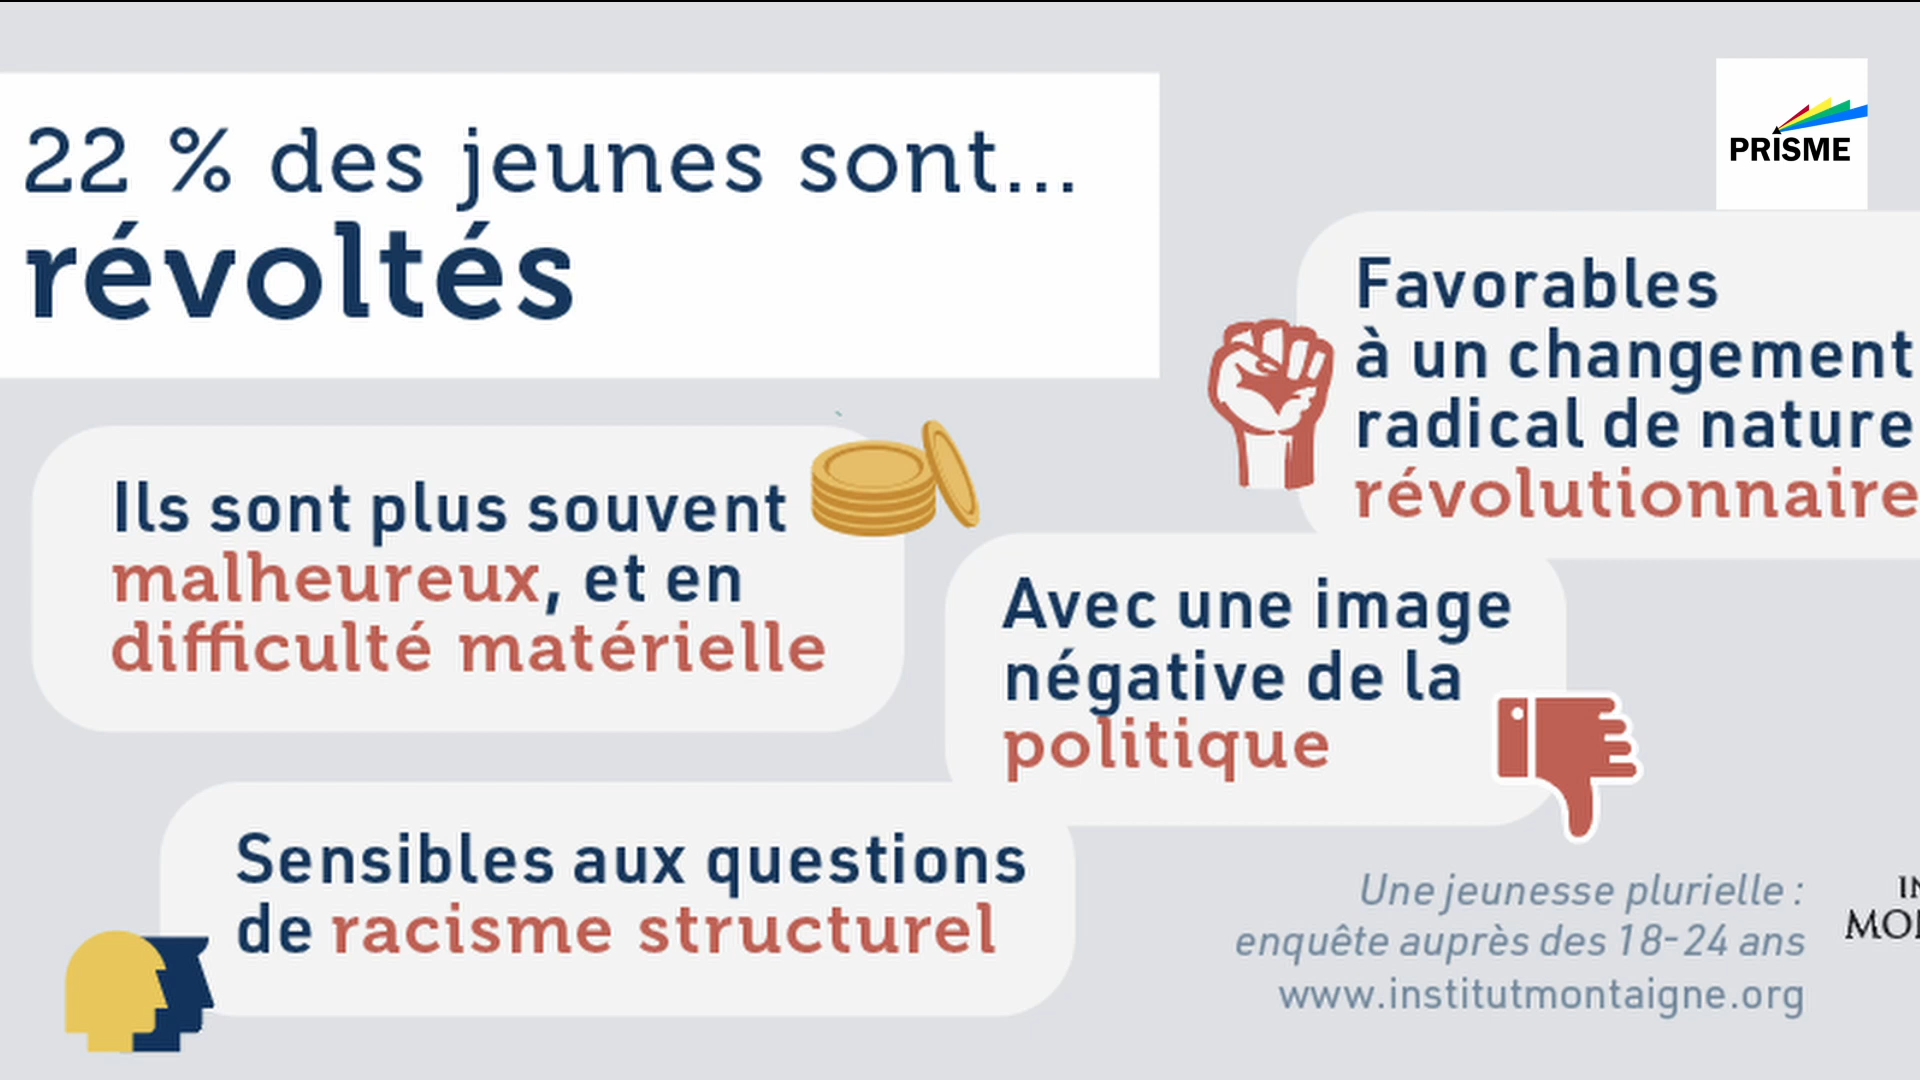 22 % des jeunes sont...
révoltés
PRISME
Favorables
à un changement
radical de nature
révolutionnaire
Ils sont plus souvent
malheureux, et en
difficulté matérielle
Avec une image
négative de la
politique
Sensibles aux questions
de racisme structurel
Une jeunesse plurielle :
enquête auprès des 18-24 ans
www.institutmontaigne.org